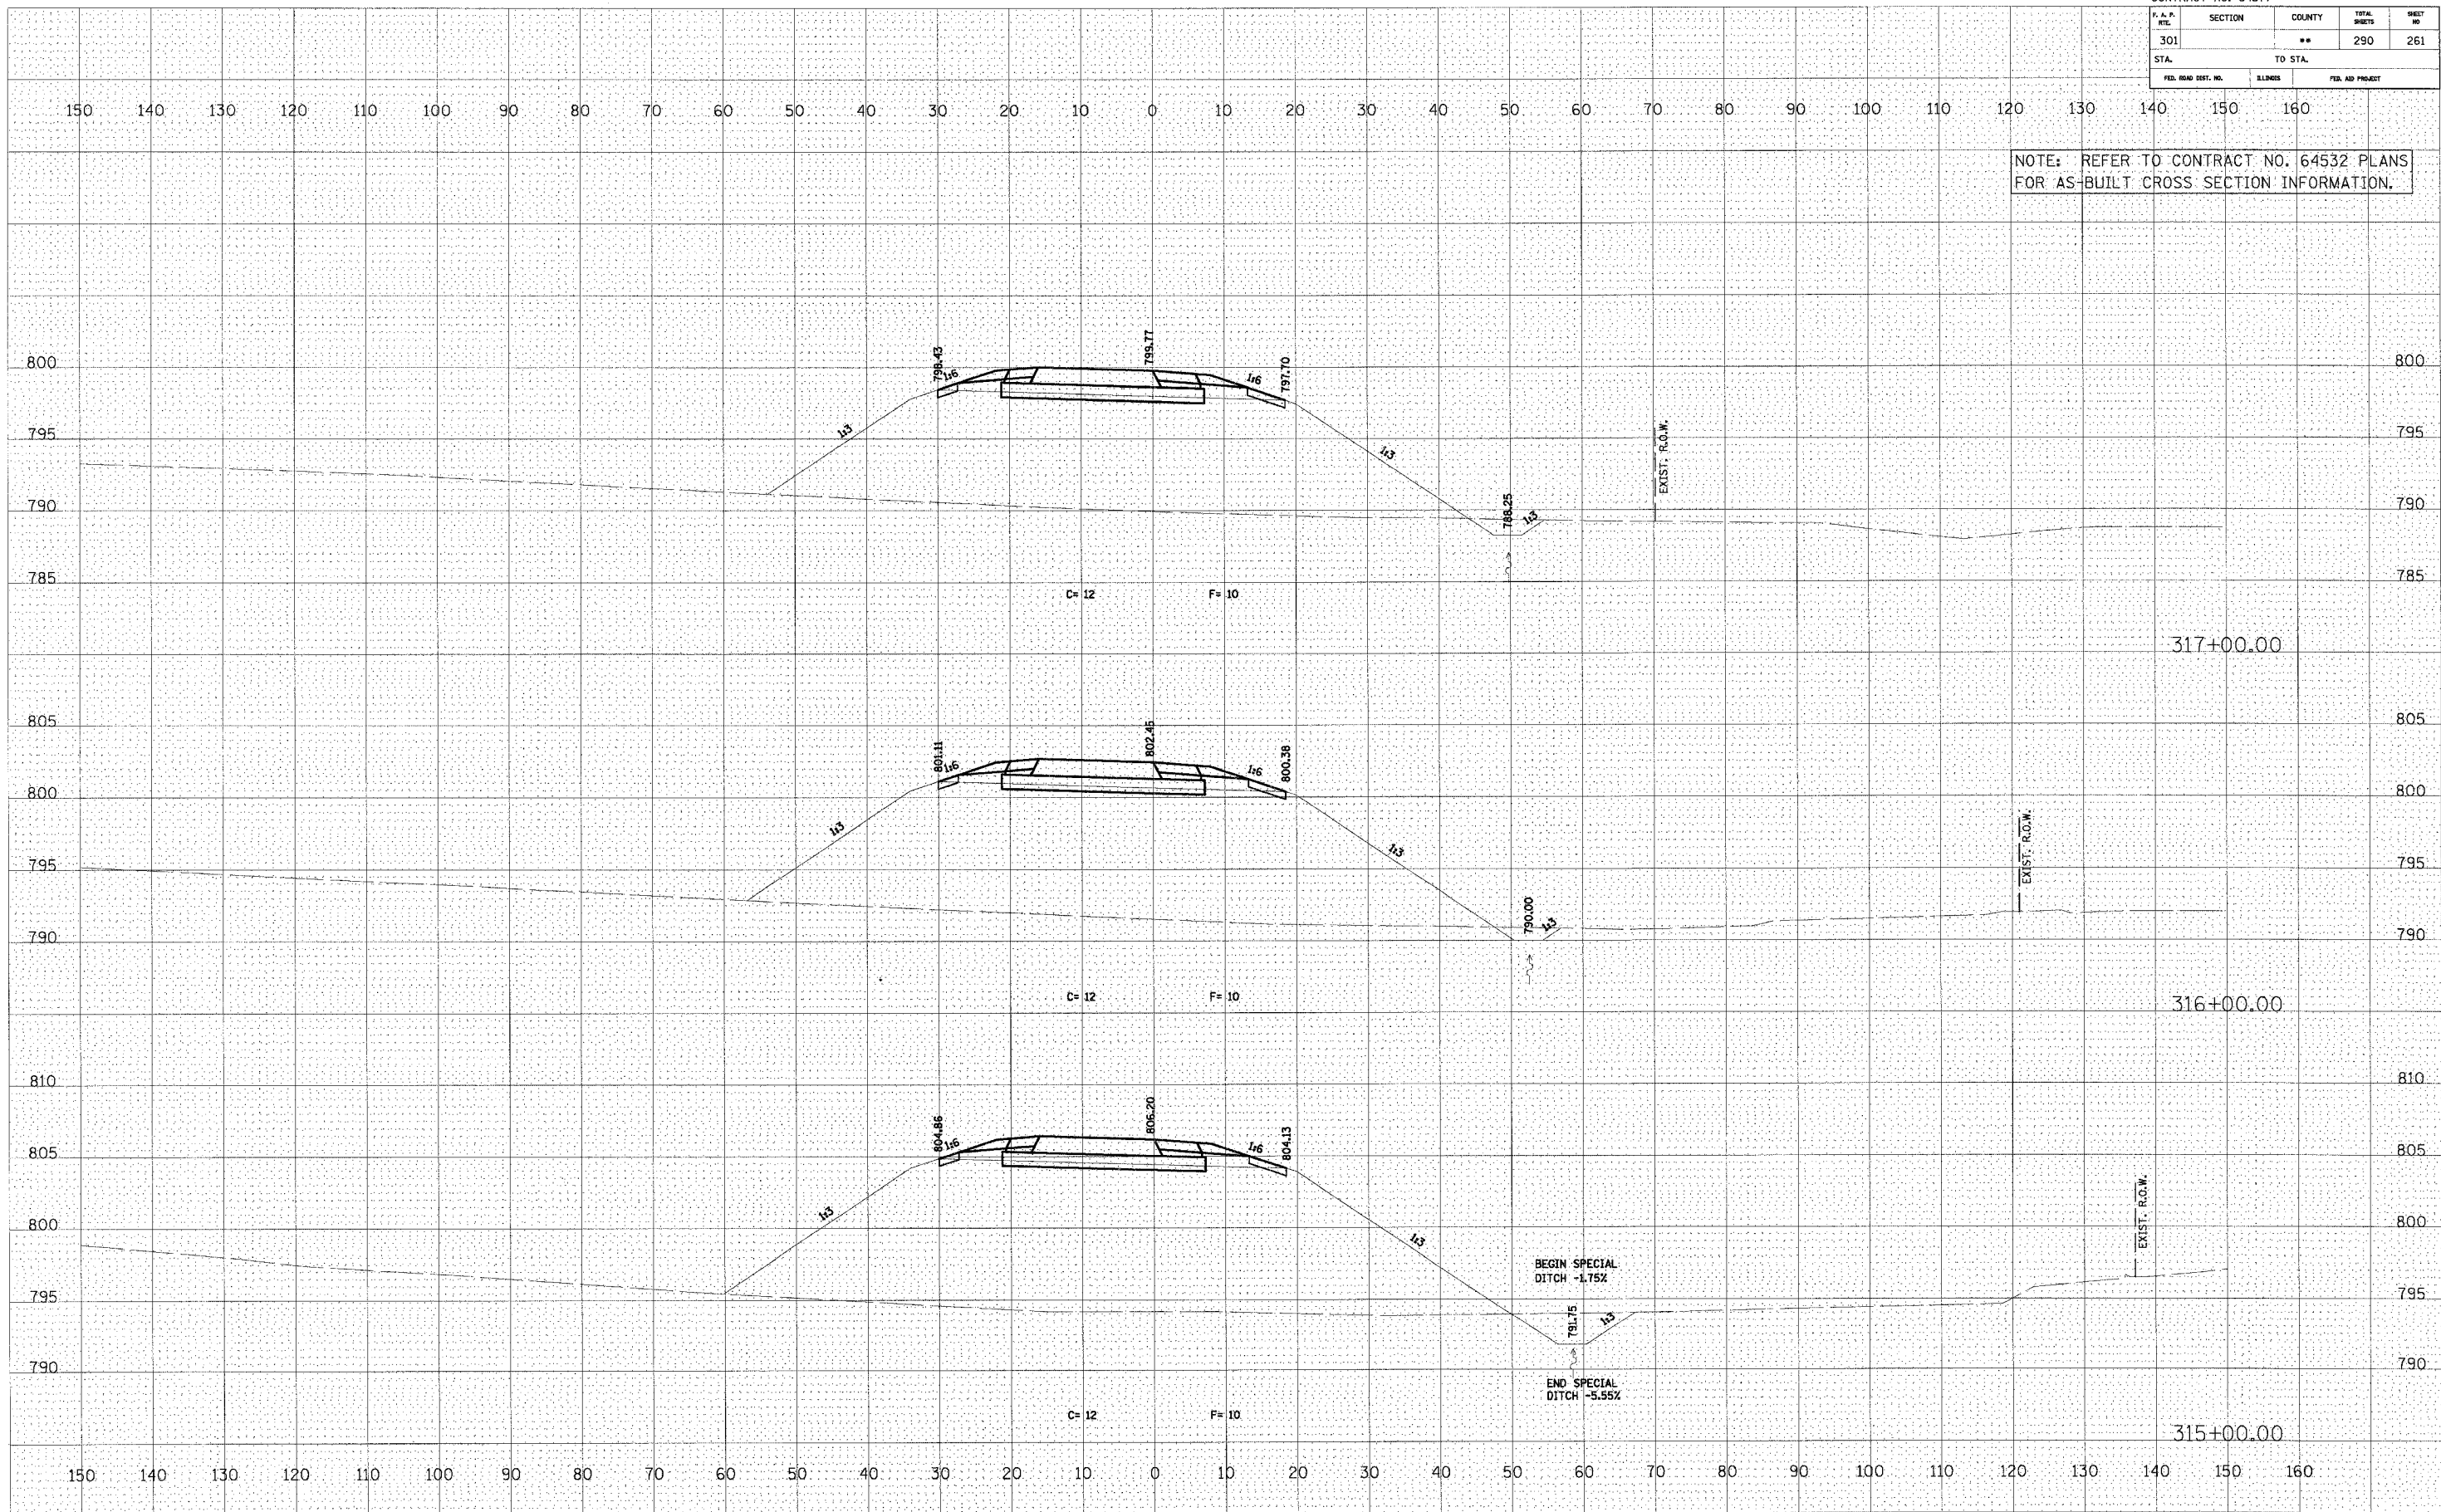 F. A. P. RTE. SECTION COUNTY TOTAL SHEETS SHEET NO
301 ** 290 261
STA. TO STA.
FED. ROAD DIST. NO. ILLINOIS FED. AID PROJECT
150 140 130 120 110 100 90 80 70 60 50 40 30 20 10 0 10 20 30 40 50 60 70 80 90 100 110 120 130 140 150 160
NOTE: REFER TO CONTRACT NO. 64532 PLANS
FOR AS-BUILT CROSS SECTION INFORMATION.
798.43 799.77 797.70
800 1:6 1:6 800
795 1:3 1:3 EXIST. R.O.W. 795
790 788.25 1:3 790
785 785
C= 12 F= 10
317+00.00
805 805
801.11 802.45 800.38
1:6 1:6
800 800
1:3 1:3 EXIST. R.O.W.
795 795
790.00 1:3
790 790
C= 12 F= 10
316+00.00
810 810
804.86 806.20 804.13
1:6 1:6
805 805
1:3 1:3 EXIST. R.O.W.
800 800
BEGIN SPECIAL
DITCH -1.75%
795 791.75 1:3 795
790 790
END SPECIAL
DITCH -5.55%
C= 12 F= 10
315+00.00
150 140 130 120 110 100 90 80 70 60 50 40 30 20 10 0 10 20 30 40 50 60 70 80 90 100 110 120 130 140 150 160